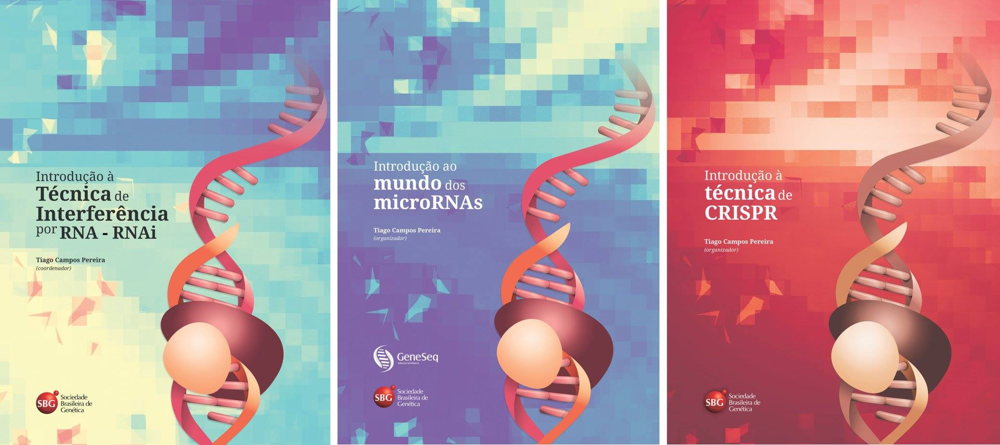 Introdução à
Técnica de
Interferência
por RNA - RNAi
Tiago Campos Pereira
(coordenador)
SBG
Sociedade
Brasileira de
Genética
Introdução ao
mundo dos
microRNAs
Tiago Campos Pereira
(organizador)
GeneSeq
SERVIÇOS GENÔMICOS
SBG
Sociedade
Brasileira de
Genética
Introdução à
técnica de
CRISPR
Tiago Campos Pereira
(organizador)
SBG
Sociedade
Brasileira de
Genética